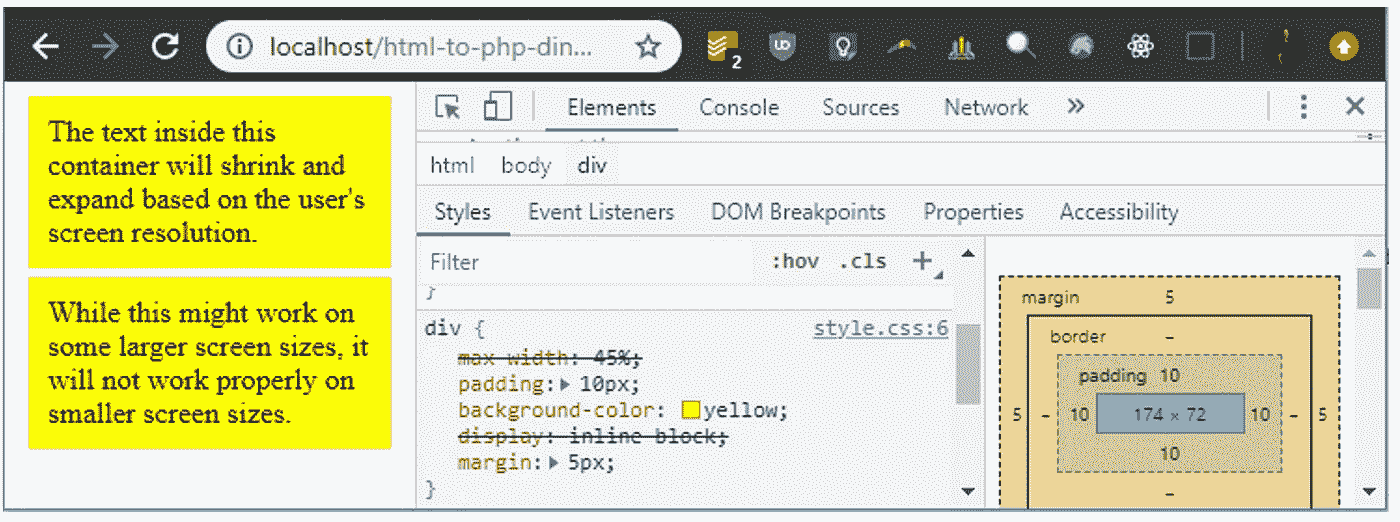 localhost/html-to-php-din...
2
The text inside this
container will shrink and
expand based on the user's
screen resolution.
While this might work on
some larger screen sizes, it
will not work properly on
smaller screen sizes.
Elements Console Sources Network »
html body div
Styles Event Listeners DOM Breakpoints Properties Accessibility
Filter :hov .cls +
}
div { style.css:6
max-width: 45%;
padding: 10px;
background-color: yellow;
display: inline-block;
margin: 5px;
}
margin 5
border –
padding 10
5 – 10 174 × 72 10 – 5
10
–